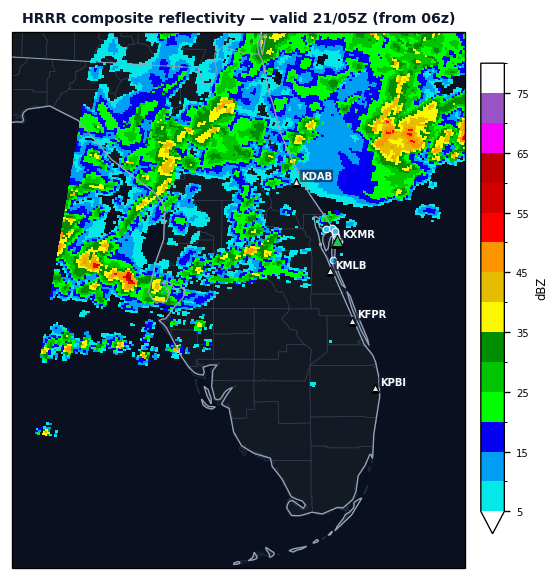 HRRR composite reflectivity — valid 21/05Z (from 06z)
KDAB
KXMR
KMLB
KFPR
KPBI
75
65
55
45
35
25
15
10
5
dBZ